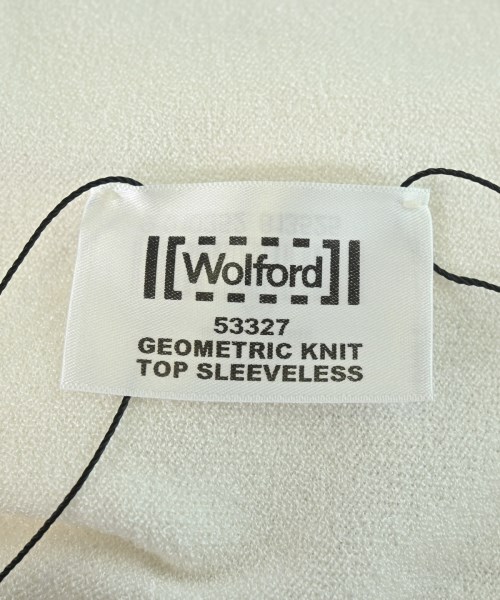 Wolford
53327
GEOMETRIC KNIT
TOP SLEEVELESS